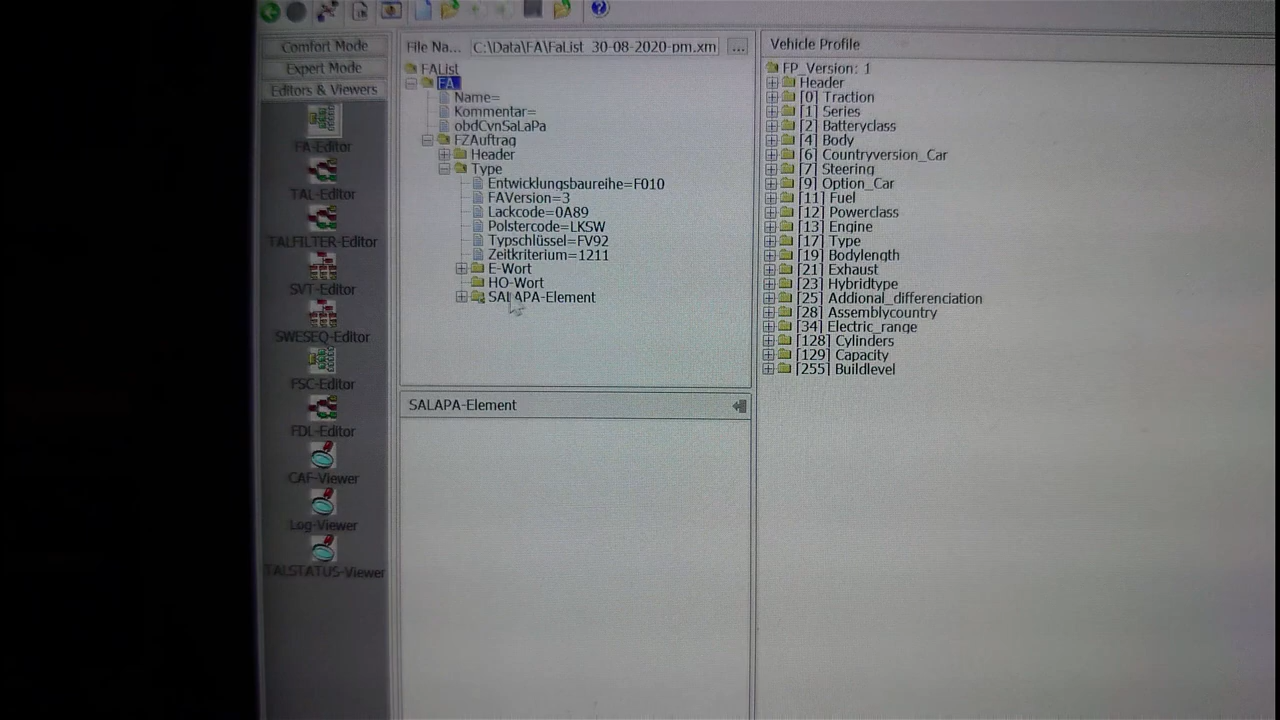 Comfort Mode
Expert Mode
Editors & Viewers
FA-Editor
TAL-Editor
TALFILTER-Editor
SVT-Editor
SWESEQ-Editor
FSC-Editor
FDL-Editor
CAF-Viewer
Log-Viewer
TALSTATUS-Viewer
File Na... C:\Data\FA\FaList 30-08-2020-pm.xm ...
FAList
FA
Name=
Kommentar=
obdCvnSaLaPa
FZAuftrag
Header
Type
Entwicklungsbaureihe=F010
FAVersion=3
Lackcode=0A89
Polstercode=LKSW
Typschlüssel=FV92
Zeitkriterium=1211
E-Wort
HO-Wort
SALAPA-Element
SALAPA-Element
Vehicle Profile
FP_Version: 1
Header
[0] Traction
[1] Series
[2] Batteryclass
[4] Body
[6] Countryversion_Car
[7] Steering
[9] Option_Car
[11] Fuel
[12] Powerclass
[13] Engine
[17] Type
[19] Bodylength
[21] Exhaust
[23] Hybridtype
[25] Addional_differenciation
[28] Assemblycountry
[34] Electric_range
[128] Cylinders
[129] Capacity
[255] Buildlevel